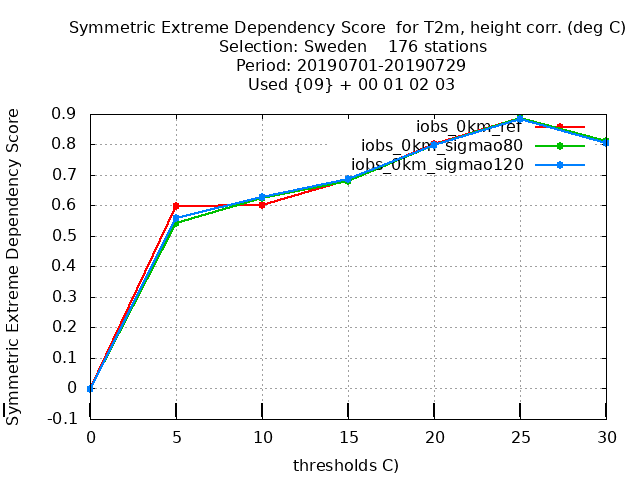 Symmetric Extreme Dependency Score for T2m, height corr. (deg C)
Selection: Sweden 176 stations
Period: 20190701-20190729
Used {09} + 00 01 02 03
Symmetric Extreme Dependency Score
0.9
0.8
0.7
0.6
0.5
0.4
0.3
0.2
0.1
0
-0.1
iobs_0km_ref
iobs_0km_sigmao80
iobs_0km_sigmao120
0 5 10 15 20 25 30
thresholds C)